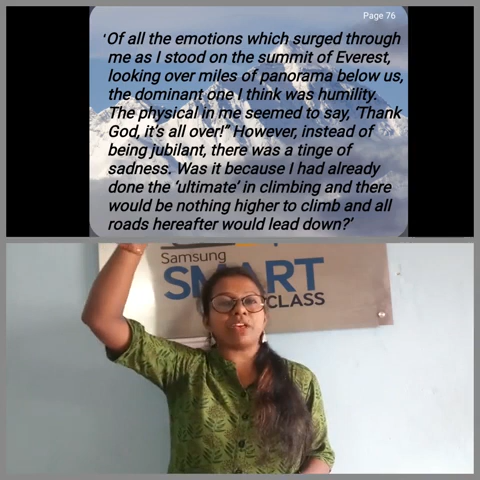 Page 76
‘Of all the emotions which surged through
me as I stood on the summit of Everest,
looking over miles of panorama below us,
the dominant one I think was humility.
The physical in me seemed to say, ‘Thank
God, it’s all over!” However, instead of
being jubilant, there was a tinge of
sadness. Was it because I had already
done the ‘ultimate’ in climbing and there
would be nothing higher to climb and all
roads hereafter would lead down?’
Samsung
SMART
CLASS